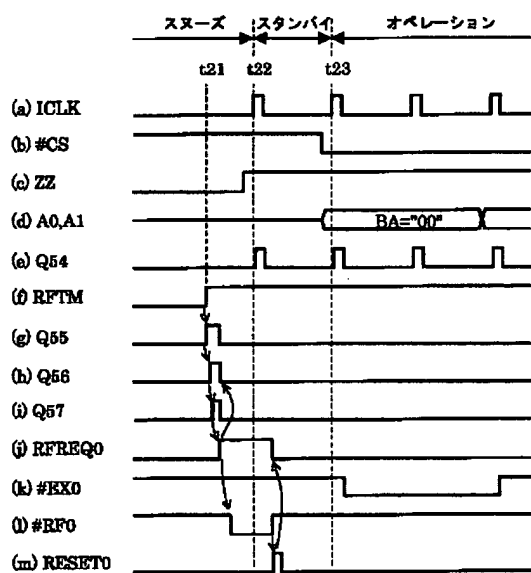 スヌーズ スタンバイ オペレーション
t21 t22 t23
(a) ICLK
(b) #CS
(c) ZZ
(d) A0,A1 BA="00"
(e) Q54
(f) RFTM
(g) Q55
(h) Q56
(i) Q57
(j) RFREQ0
(k) #EX0
(l) #RF0
(m) RESET0